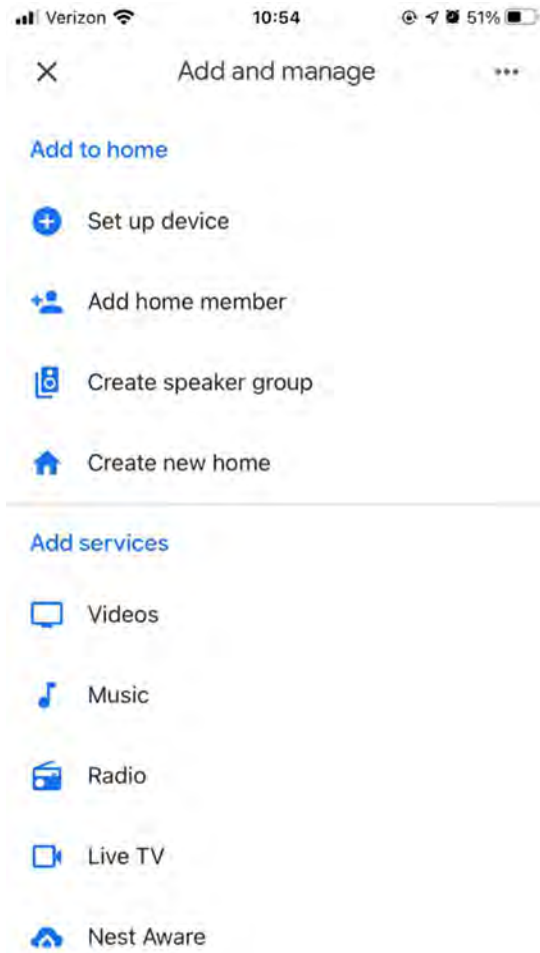 Verizon 10:54 51%
Add and manage
Add to home
Set up device
Add home member
Create speaker group
Create new home
Add services
Videos
Music
Radio
Live TV
Nest Aware